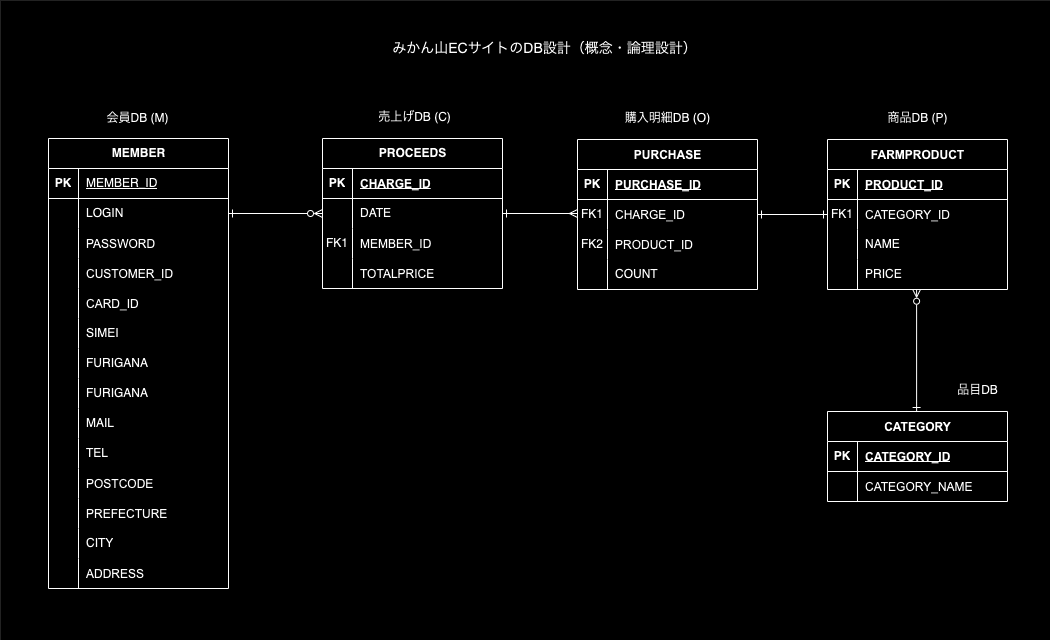 みかん山ECサイトのDB設計（概念・論理設計）
会員DB (M)
MEMBER
PK MEMBER_ID
LOGIN
PASSWORD
CUSTOMER_ID
CARD_ID
SIMEI
FURIGANA
FURIGANA
MAIL
TEL
POSTCODE
PREFECTURE
CITY
ADDRESS
売上げDB (C)
PROCEEDS
PK CHARGE_ID
DATE
FK1 MEMBER_ID
TOTALPRICE
購入明細DB (O)
PURCHASE
PK PURCHASE_ID
FK1 CHARGE_ID
FK2 PRODUCT_ID
COUNT
商品DB (P)
FARMPRODUCT
PK PRODUCT_ID
FK1 CATEGORY_ID
NAME
PRICE
品目DB
CATEGORY
PK CATEGORY_ID
CATEGORY_NAME